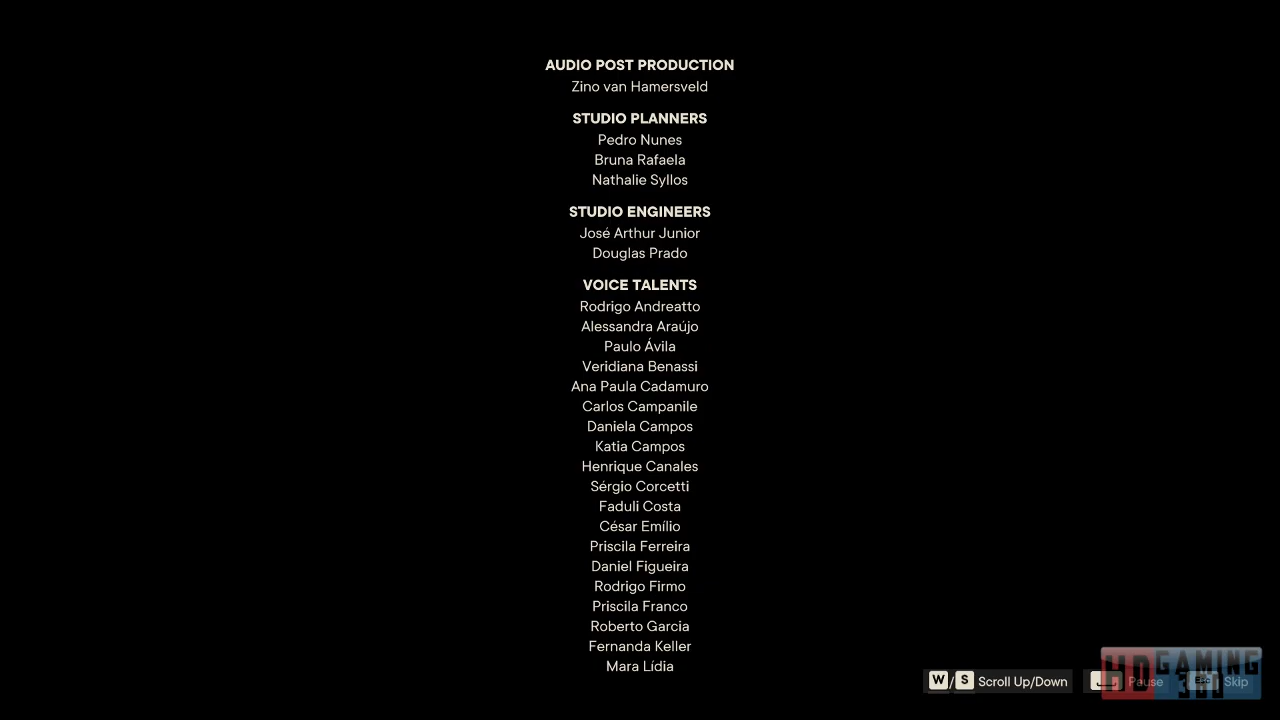 AUDIO POST PRODUCTION
Zino van Hamersveld
STUDIO PLANNERS
Pedro Nunes
Bruna Rafaela
Nathalie Syllos
STUDIO ENGINEERS
José Arthur Junior
Douglas Prado
VOICE TALENTS
Rodrigo Andreatto
Alessandra Araújo
Paulo Ávila
Veridiana Benassi
Ana Paula Cadamuro
Carlos Campanile
Daniela Campos
Katia Campos
Henrique Canales
Sérgio Corcetti
Faduli Costa
César Emílio
Priscila Ferreira
Daniel Figueira
Rodrigo Firmo
Priscila Franco
Roberto Garcia
Fernanda Keller
Mara Lídia
W/S Scroll Up/Down Pause Esc Skip
HDGAMING